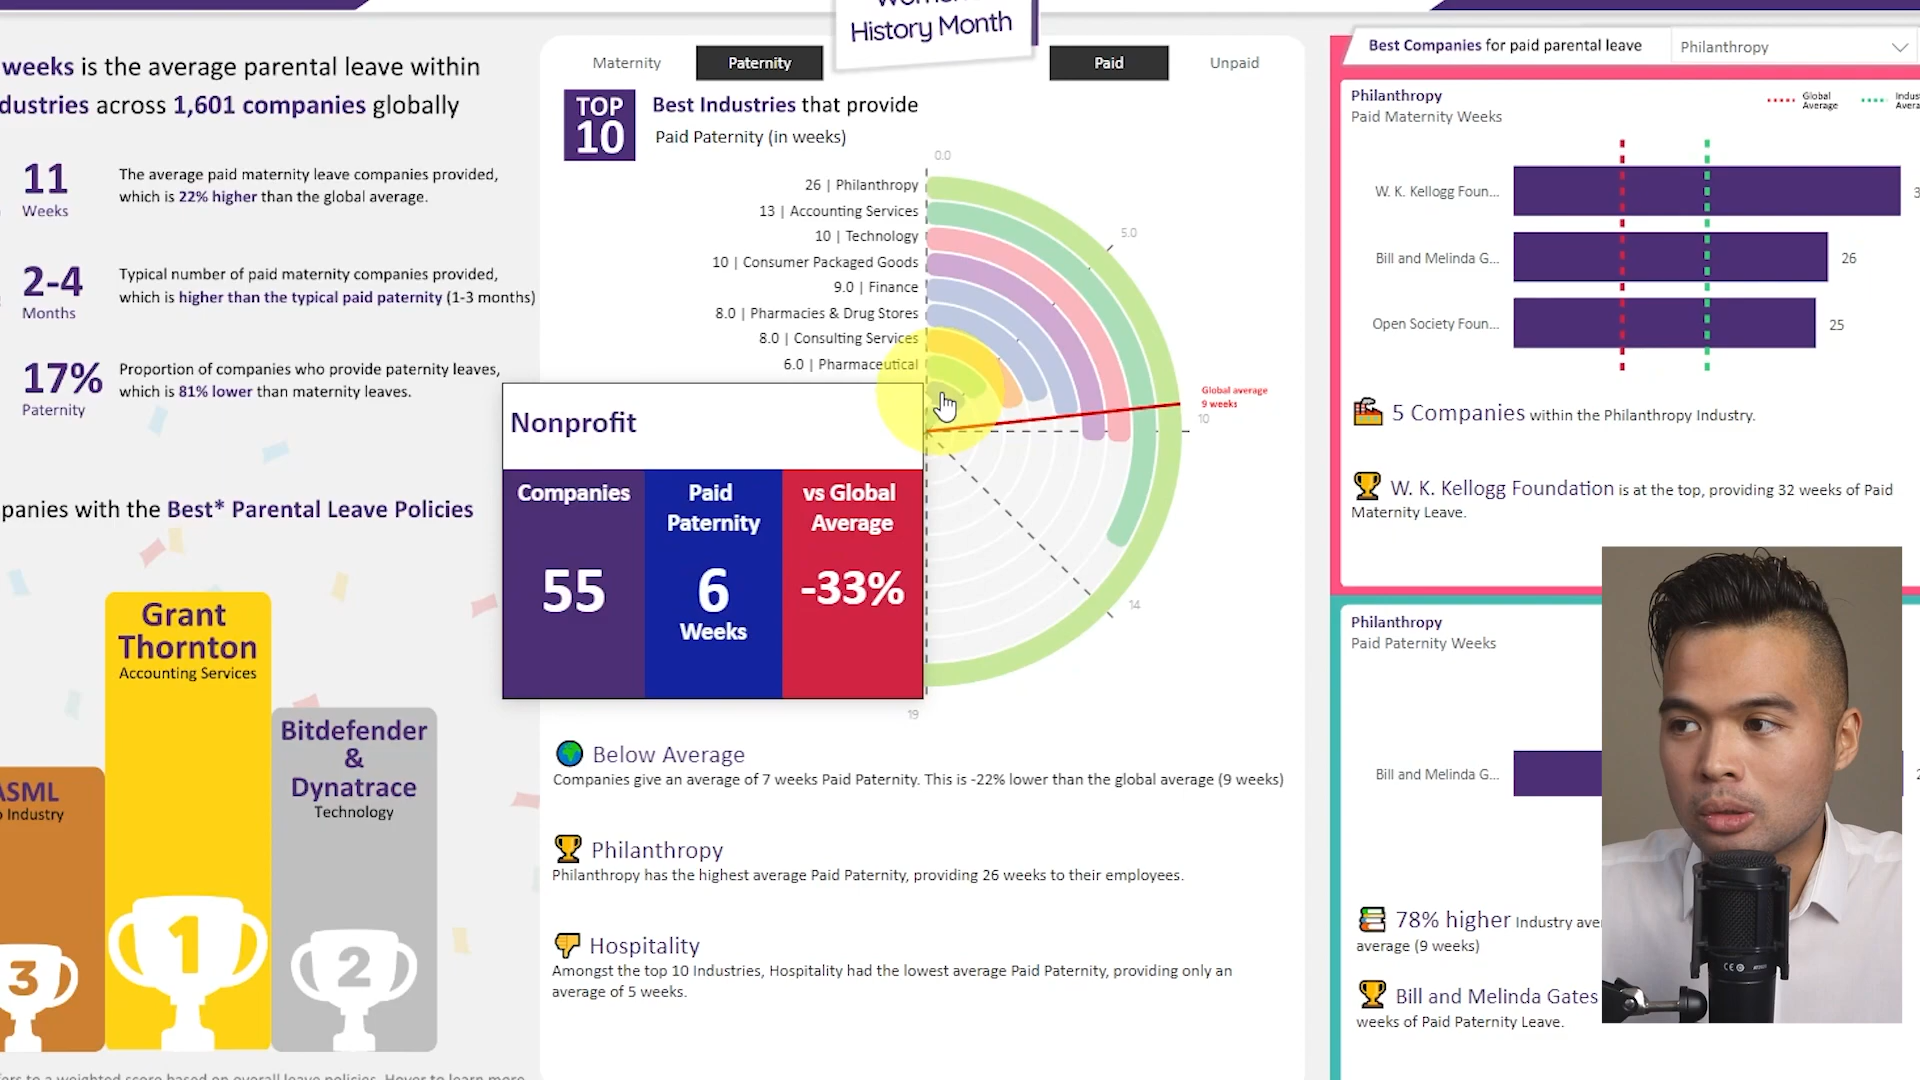 History Month
weeks is the average parental leave within
dustries across 1,601 companies globally
11
Weeks
The average paid maternity leave companies provided,
which is 22% higher than the global average.
2-4
Months
Typical number of paid maternity companies provided,
which is higher than the typical paid paternity (1-3 months)
17%
Paternity
Proportion of companies who provide paternity leaves,
which is 81% lower than maternity leaves.
panies with the Best* Parental Leave Policies
Grant
Thornton
Accounting Services
Bitdefender
&
Dynatrace
Technology
ASML
o Industry
3
1
2
Maternity
Paternity
Paid
Unpaid
TOP
10
Best Industries that provide
Paid Paternity (in weeks)
0.0
26 | Philanthropy
13 | Accounting Services
10 | Technology
10 | Consumer Packaged Goods
9.0 | Finance
8.0 | Pharmacies & Drug Stores
8.0 | Consulting Services
6.0 | Pharmaceutical
5.0
Global average
9 weeks
10
14
19
Nonprofit
Companies
55
Paid
Paternity
6
Weeks
vs Global
Average
-33%
Below Average
Companies give an average of 7 weeks Paid Paternity. This is -22% lower than the global average (9 weeks)
Philanthropy
Philanthropy has the highest average Paid Paternity, providing 26 weeks to their employees.
Hospitality
Amongst the top 10 Industries, Hospitality had the lowest average Paid Paternity, providing only an
average of 5 weeks.
Best Companies for paid parental leave
Philanthropy
Philanthropy
Paid Maternity Weeks
Global
Average
Indust
Avera
W. K. Kellogg Foun...
3
Bill and Melinda G...
26
Open Society Foun...
25
5 Companies within the Philanthropy Industry.
W. K. Kellogg Foundation is at the top, providing 32 weeks of Paid
Maternity Leave.
Philanthropy
Paid Paternity Weeks
Bill and Melinda G...
78% higher Industry ave
average (9 weeks)
Bill and Melinda Gates
weeks of Paid Paternity Leave.